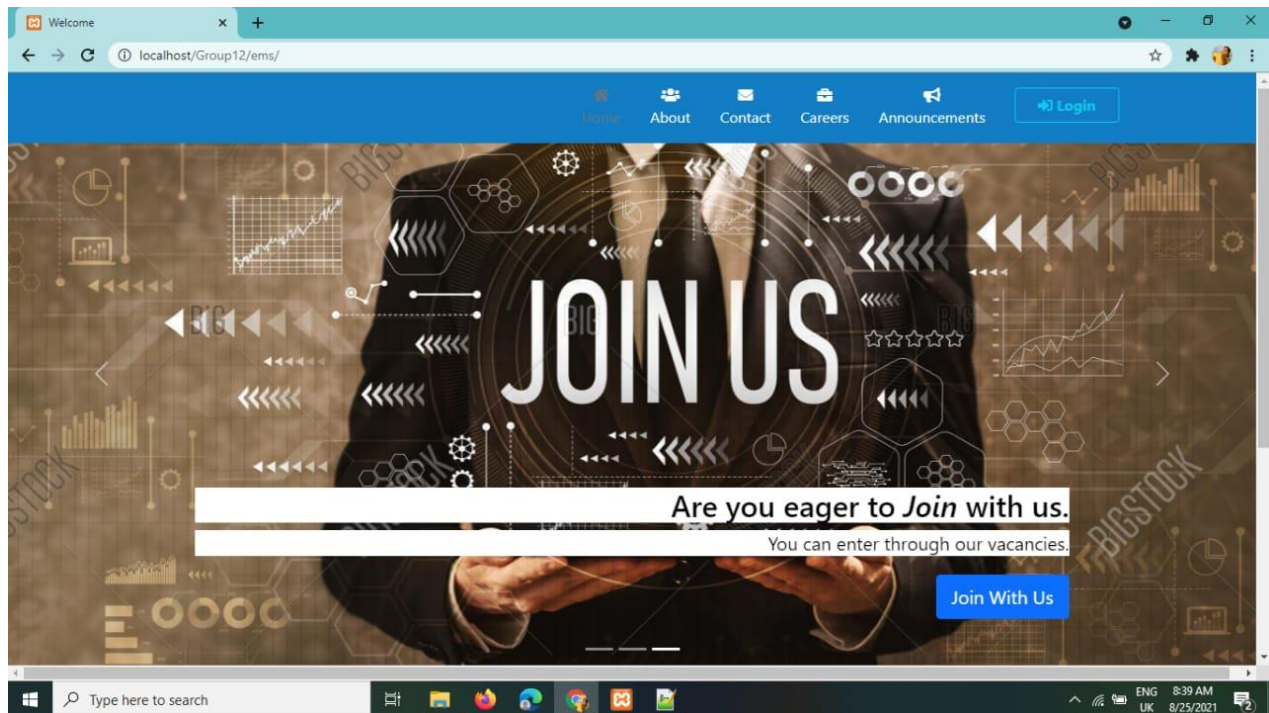 Welcome
localhost/Group12/ems/
Home About Contact Careers Announcements Login
BIGSTOCK
JOIN US
Are you eager to Join with us.
You can enter through our vacancies.
Join With Us
Type here to search
ENG 8:39 AM
UK 8/25/2021
2